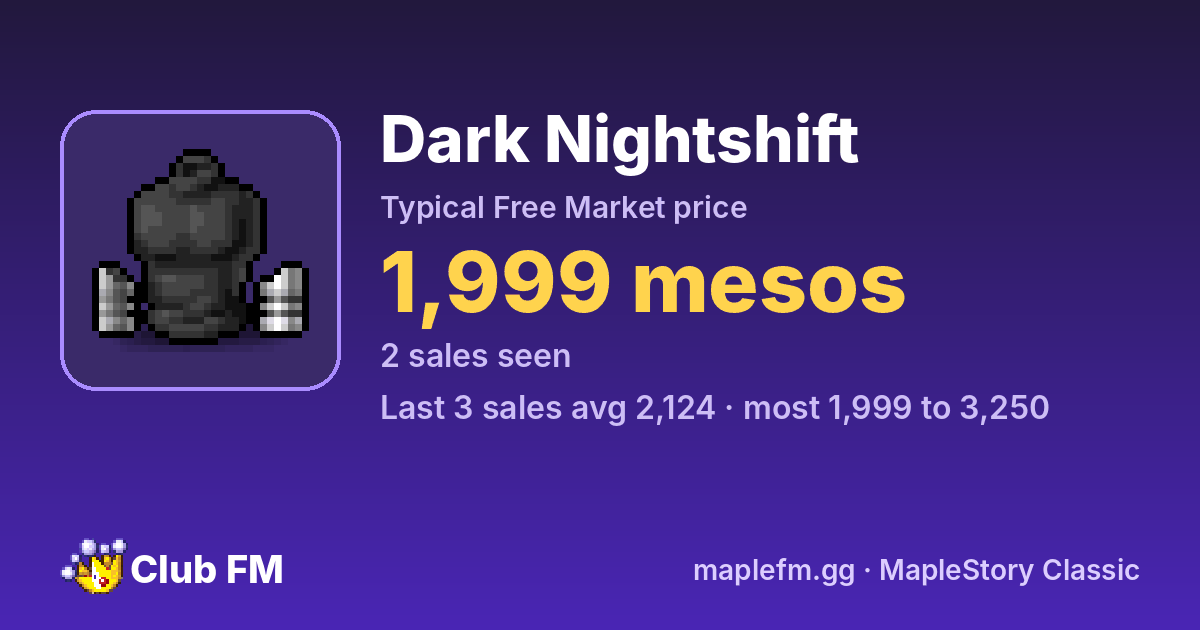 Dark Nightshift
Typical Free Market price
1,999 mesos
2 sales seen
Last 3 sales avg 2,124 · most 1,999 to 3,250
Club FM
maplefm.gg · MapleStory Classic